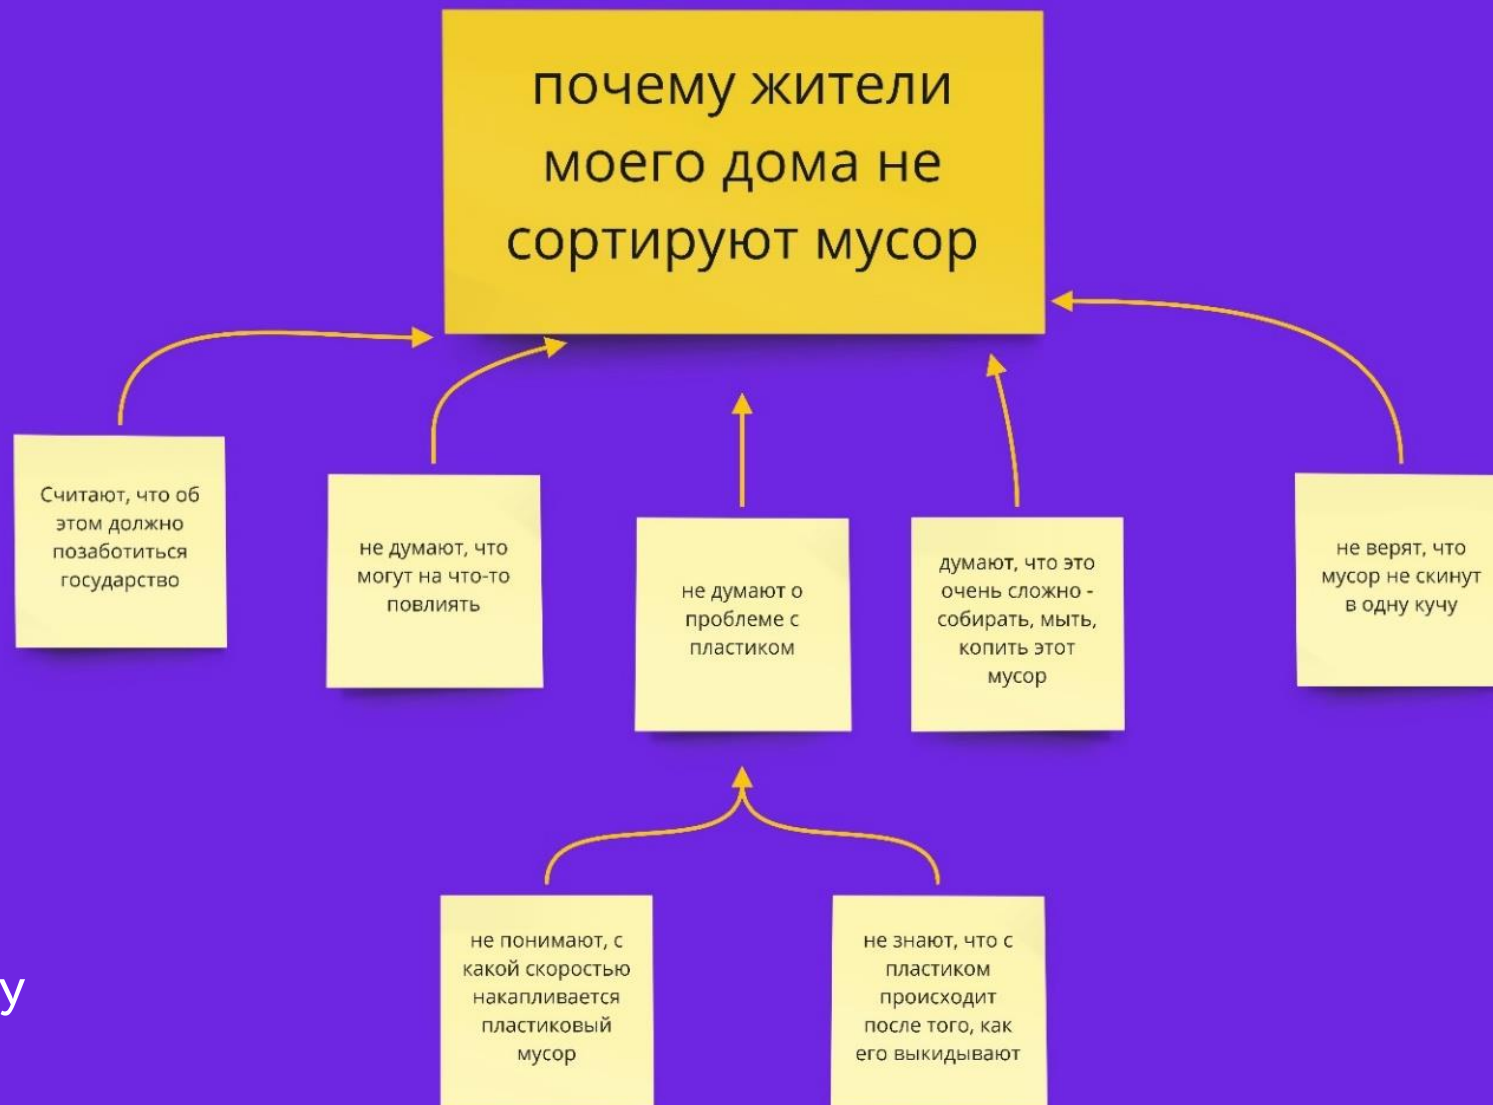 почему жители
моего дома не
сортируют мусор
Считают, что об
этом должно
позаботиться
государство
не думают, что
могут на что-то
повлиять
не думают о
проблеме с
пластиком
думают, что это
очень сложно -
собирать, мыть,
копить этот
мусор
не верят, что
мусор не скинут
в одну кучу
не понимают, с
какой скоростью
накапливается
пластиковый
мусор
не знают, что с
пластиком
происходит
после того, как
его выкидывают
у